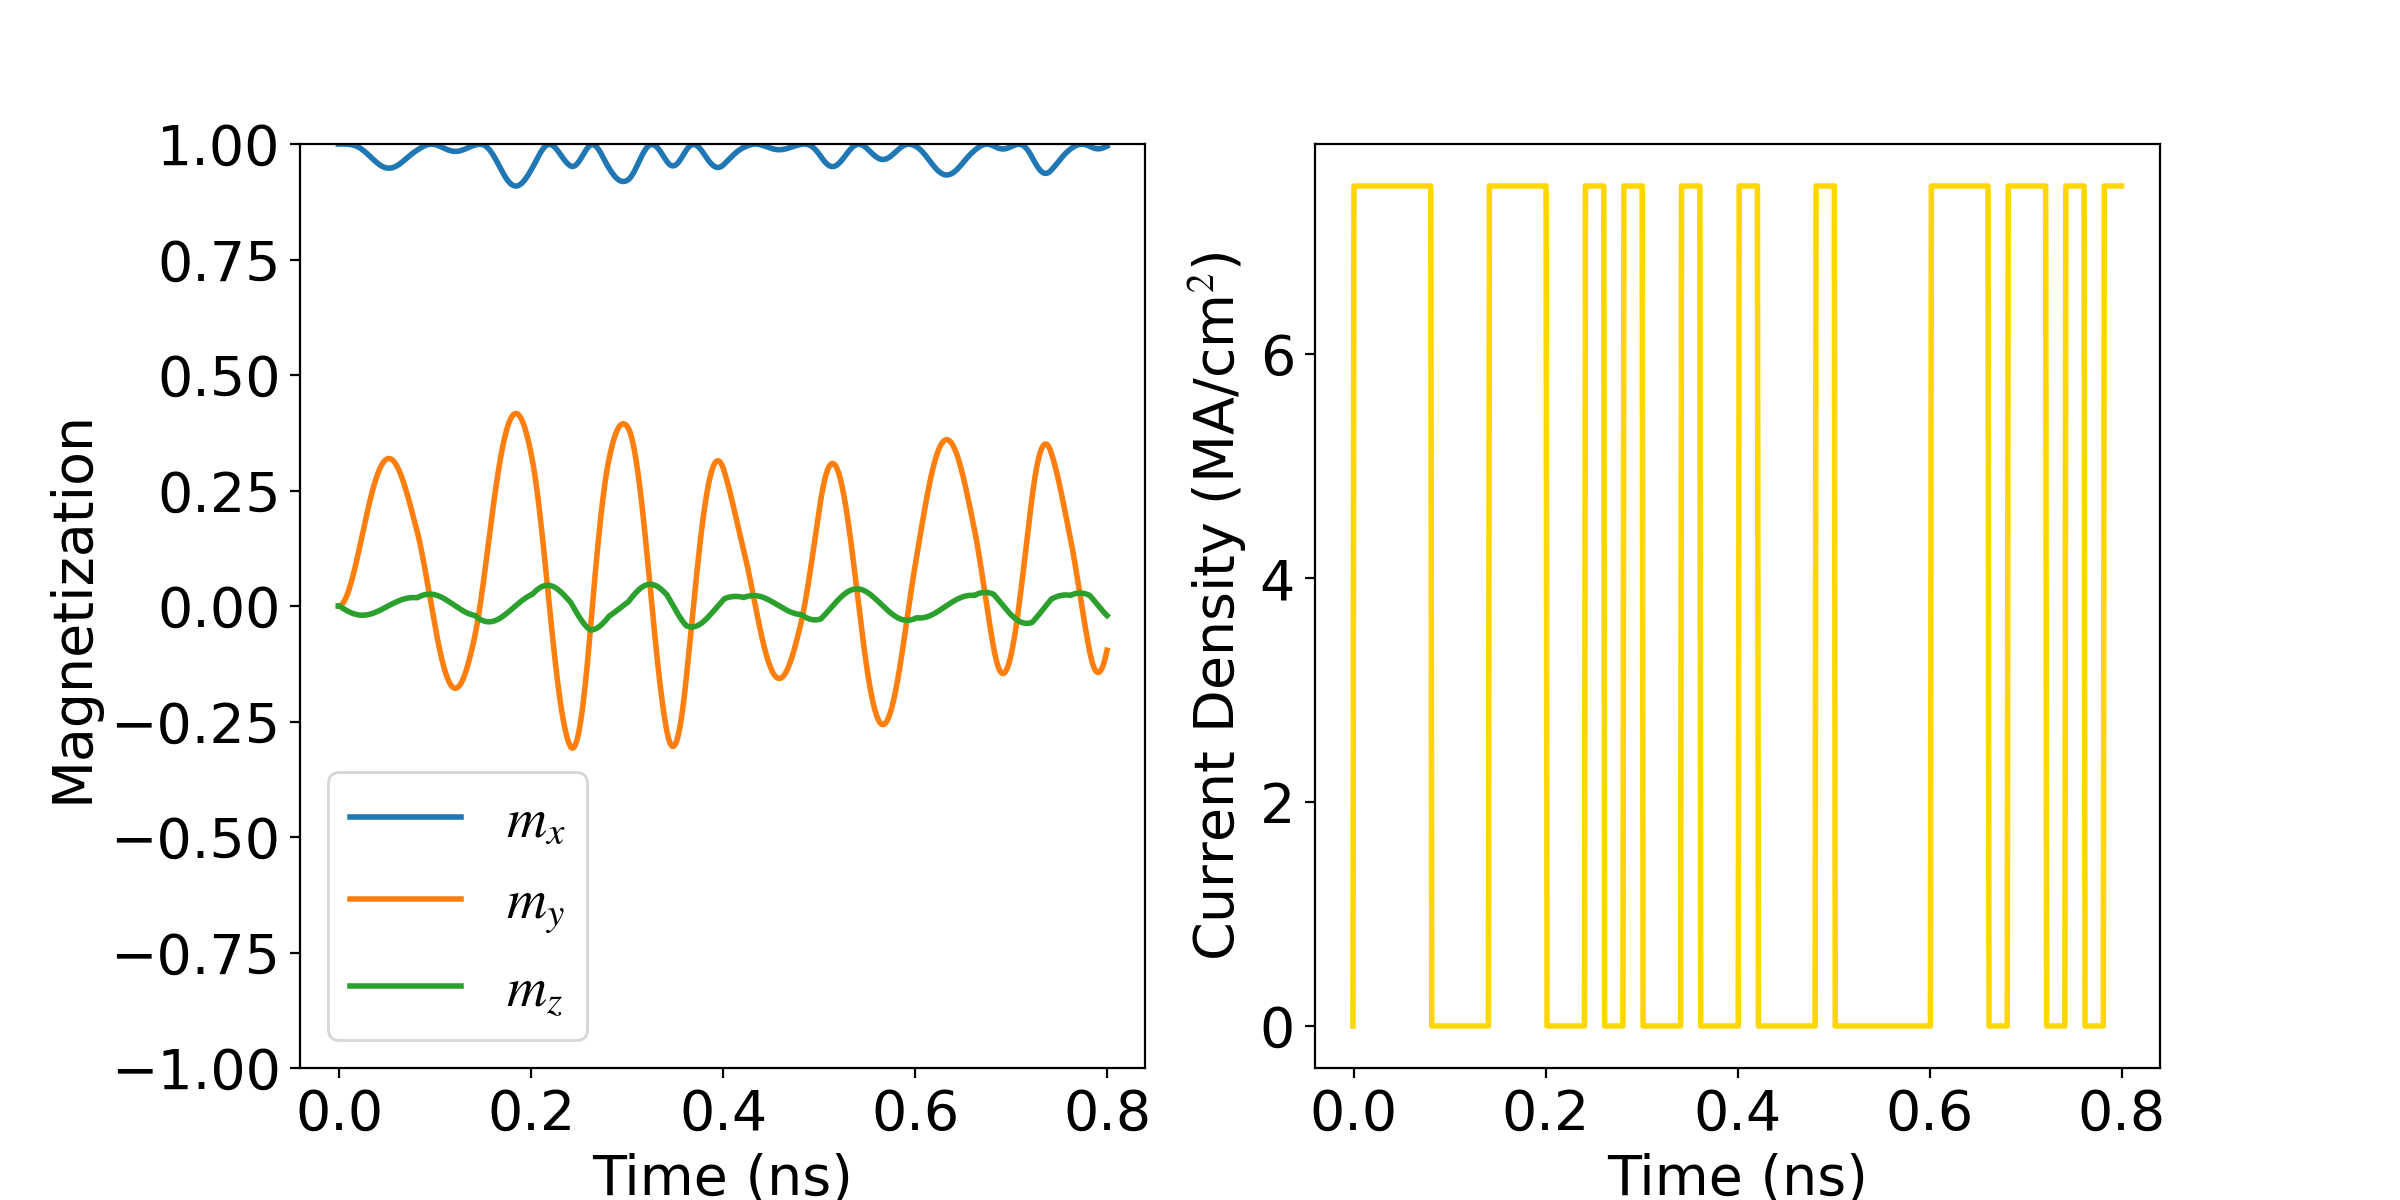 Magnetization
1.00
0.75
0.50
0.25
0.00
−0.25
−0.50
−0.75
−1.00
m_x
m_y
m_z
0.0 0.2 0.4 0.6 0.8
Time (ns)
Current Density (MA/cm²)
6
4
2
0
0.0 0.2 0.4 0.6 0.8
Time (ns)